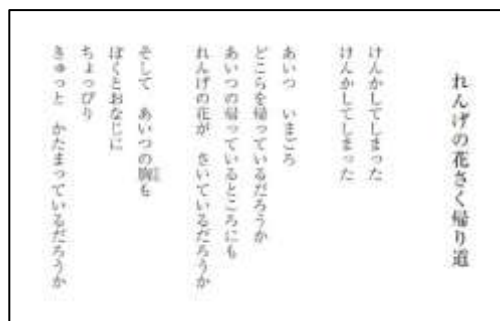 れんげの花さく帰り道
けんかしてしまった
けんかしてしまった
あいつ　いまごろ
どこらを帰っているだろうか
あいつの帰っているところにも
れんげの花が　さいているだろうか
そして　あいつの胸も
ぼくとおなじに
ちょっぴり
きゅっと　かたまっているだろうか